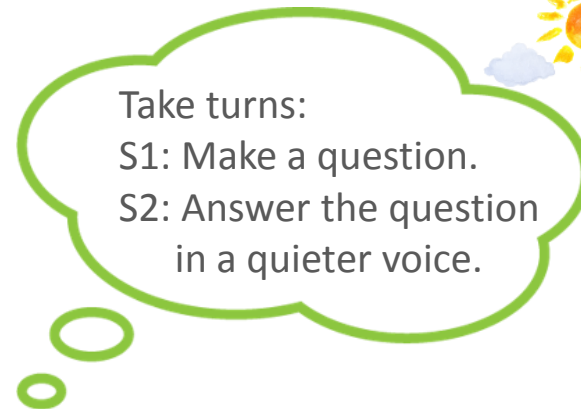 Take turns:
S1: Make a question.
S2: Answer the question
in a quieter voice.